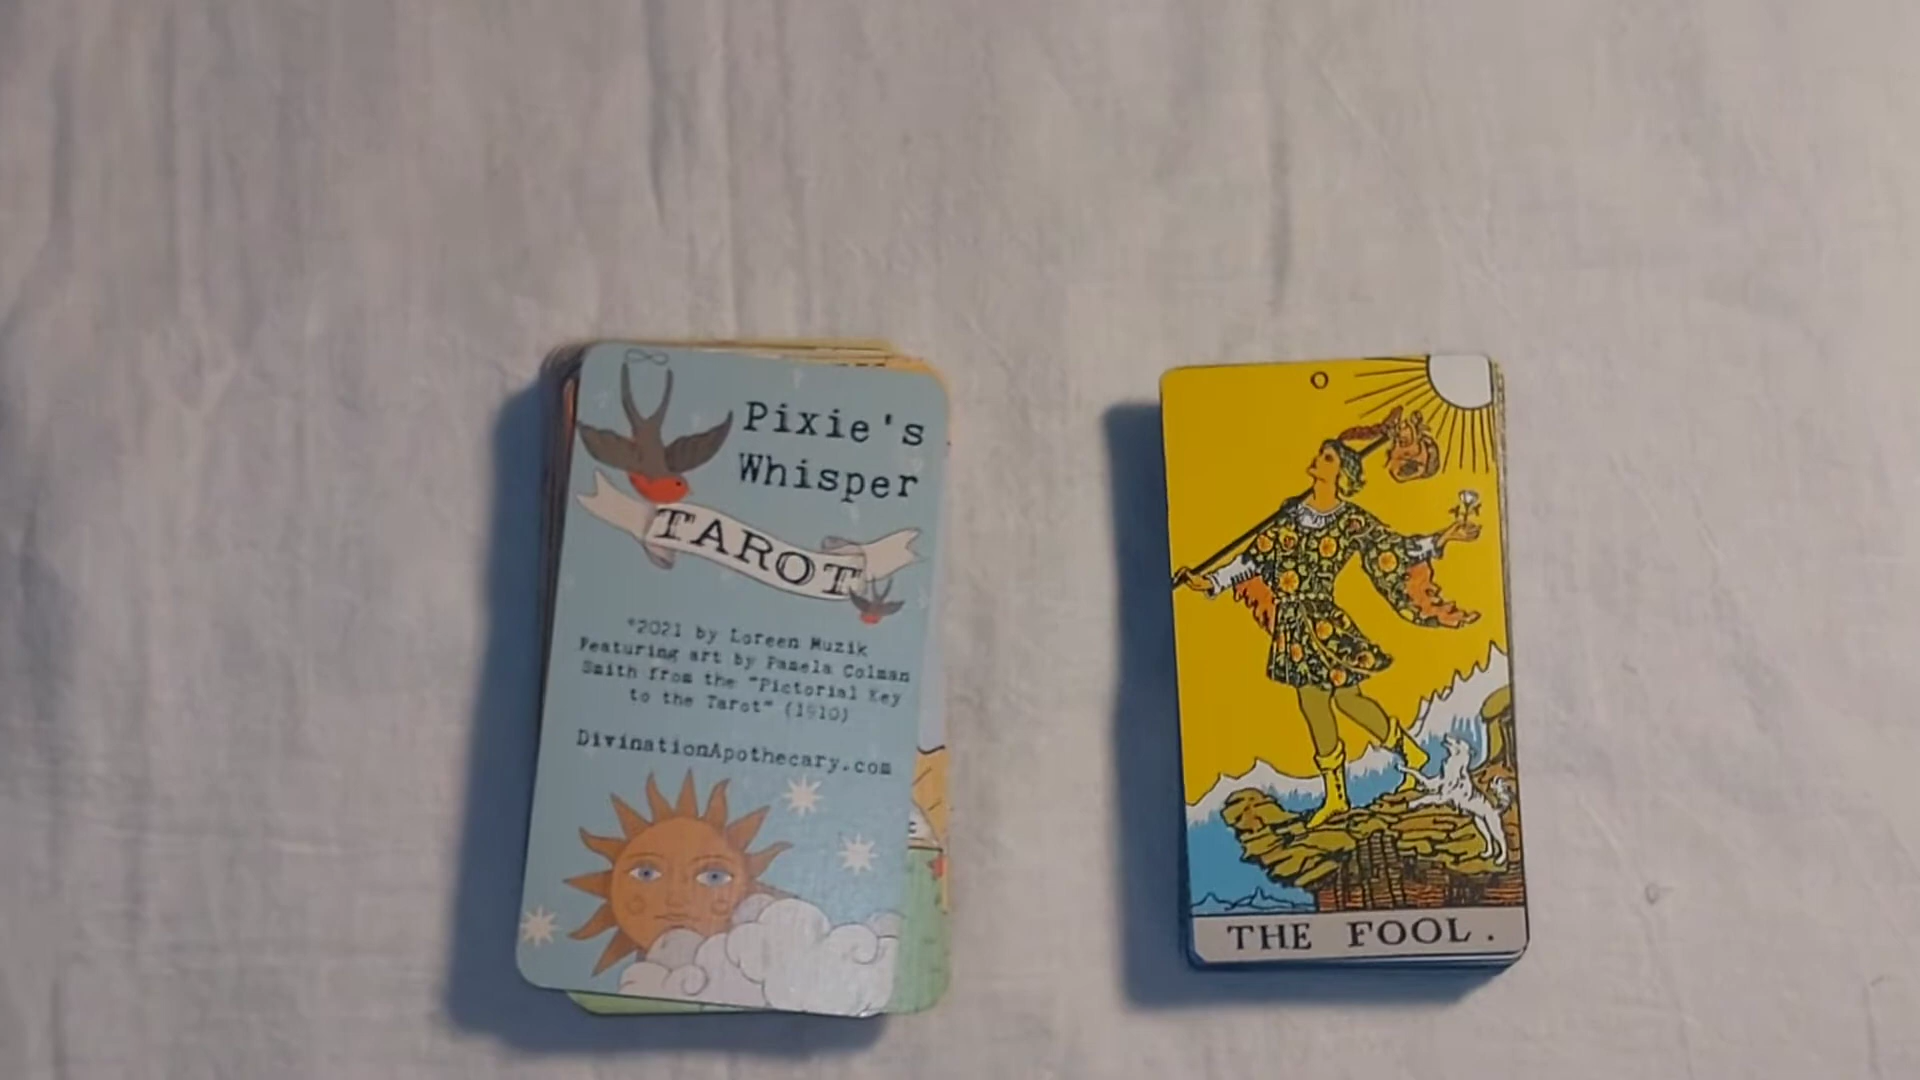 Pixie's
Whisper
TAROT
©2021 by Loreen Muzik
Featuring art by Pamela Colman
Smith from the "Pictorial Key
to the Tarot" (1910)
DivinationApothecary.com
0
THE FOOL.